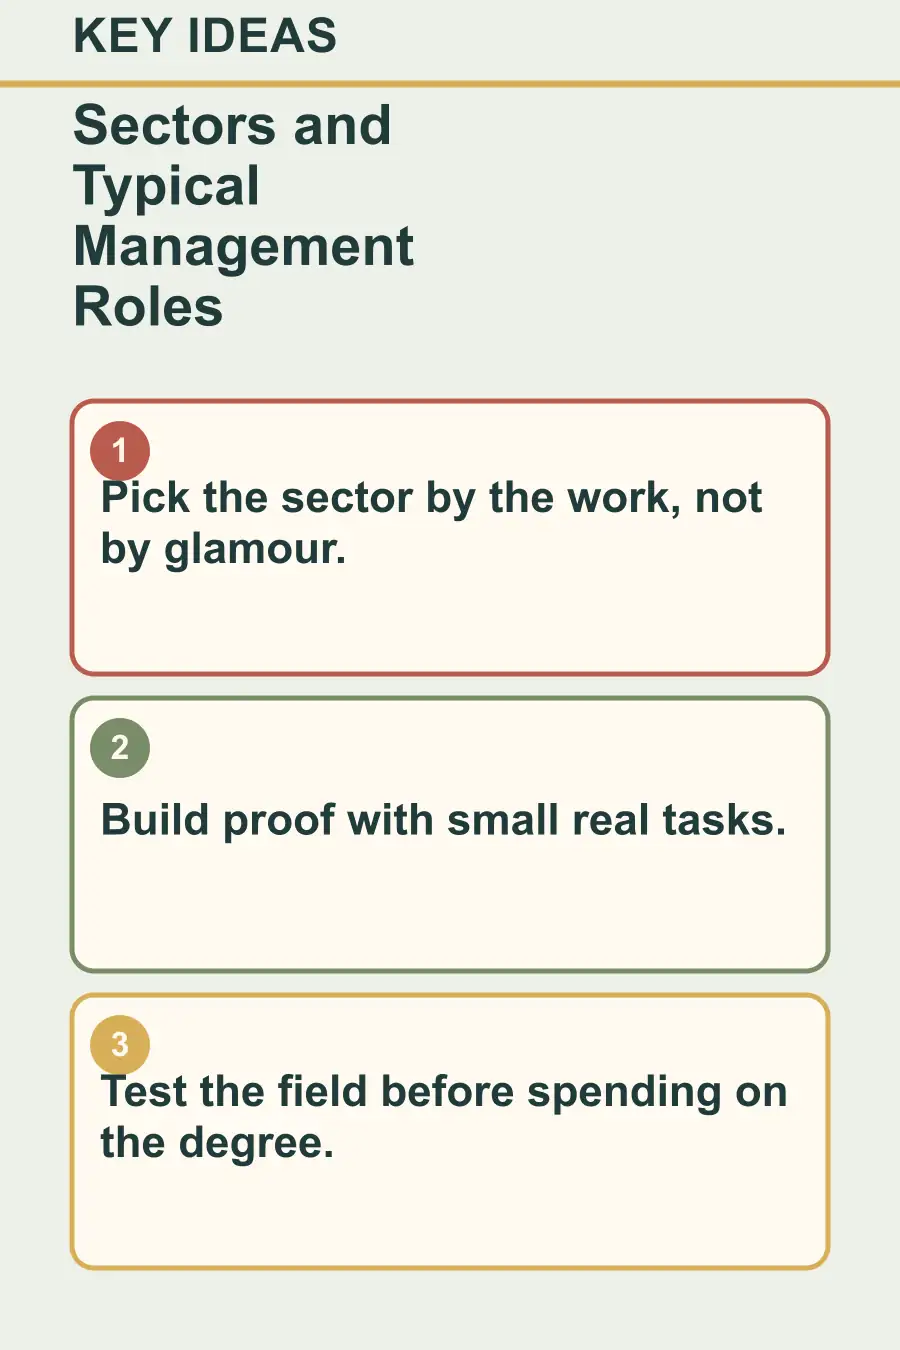 KEY IDEAS
Sectors and
Typical
Management
Roles
1
Pick the sector by the work, not
by glamour.
2
Build proof with small real tasks.
3
Test the field before spending on
the degree.